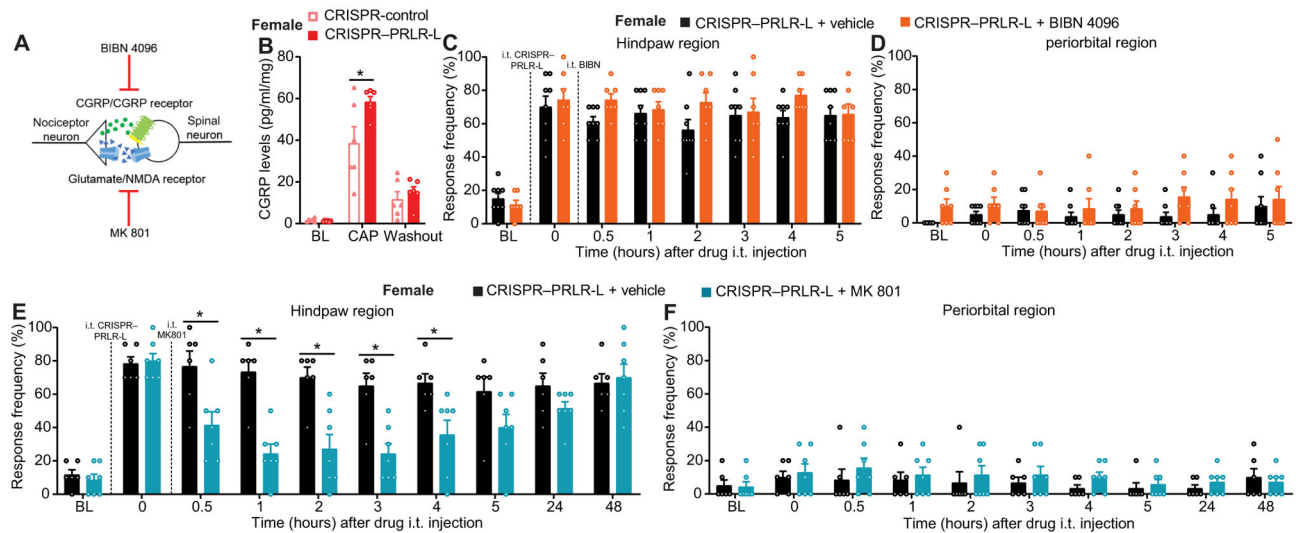 A
BIBN 4096
CGRP/CGRP receptor
Nociceptor
neuron
Spinal
neuron
Glutamate/NMDA receptor
MK 801
Female
CRISPR-control
CRISPR–PRLR-L
B
CGRP levels (pg/ml/mg)
80
60
40
20
0
*
BL
CAP
Washout
Female
CRISPR–PRLR-L + vehicle
CRISPR–PRLR-L + BIBN 4096
C
Hindpaw region
i.t. CRISPR–
PRLR-L
i.t. BIBN
Response frequency (%)
100
80
60
40
20
0
BL
0
0.5
1
2
3
4
5
Time (hours) after drug i.t. injection
D
periorbital region
Response frequency (%)
100
80
60
40
20
0
BL
0
0.5
1
2
3
4
5
Time (hours) after drug i.t. injection
Female
CRISPR–PRLR-L + vehicle
CRISPR–PRLR-L + MK 801
E
Hindpaw region
i.t. CRISPR–
PRLR-L
i.t.
MK801
* * * * *
Response frequency (%)
100
80
60
40
20
0
BL
0
0.5
1
2
3
4
5
24
48
Time (hours) after drug i.t. injection
F
Periorbital region
Response frequency (%)
100
80
60
40
20
0
BL
0
0.5
1
2
3
4
5
24
48
Time (hours) after drug i.t. injection